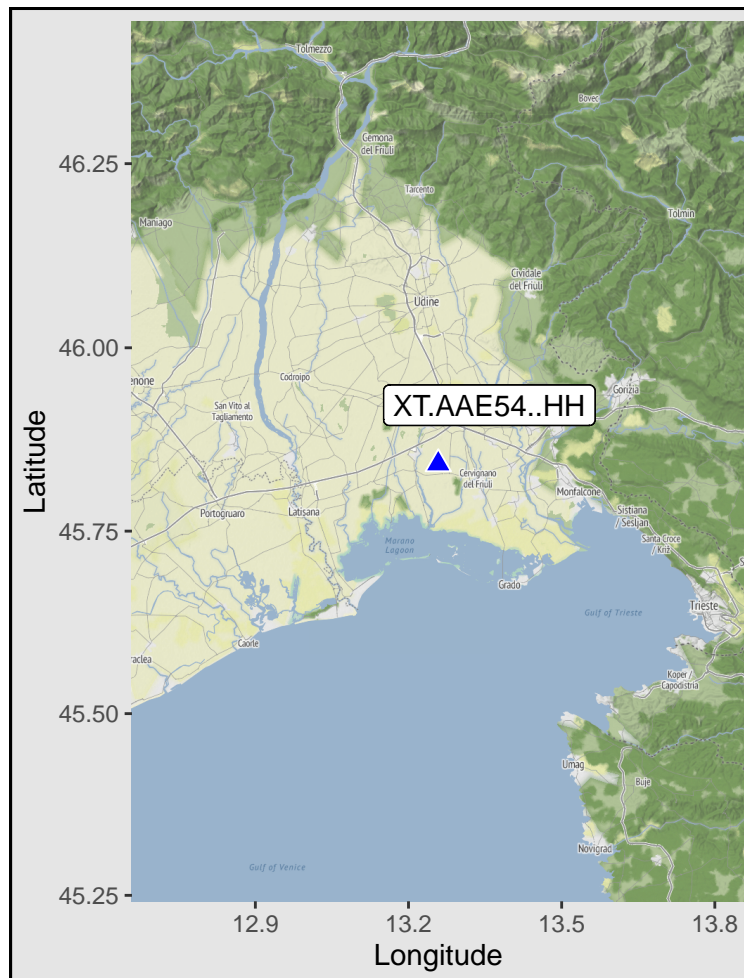 Tolmezzo
Bovec
Gemona
del Friuli
46.25
Tarcento
Maniago
Tolmin
Cividale
del Friuli
Udine
46.00
Codroipo
enone
Gorizia
San Vito al
Tagliamento
XT.AAE54..HH
Latitude
Cervignano
del Friuli
Monfalcone
Portogruaro
Latisana
Sistiana
/ Sesljan
45.75
Marano
Lagoon
Santa Croce
/ Križ
Grado
Gulf of Trieste
Trieste
Caorle
raclea
Koper /
Capodistria
45.50
Umag
Buje
Novigrad
Gulf of Venice
45.25
12.9
13.2
13.5
13.8
Longitude